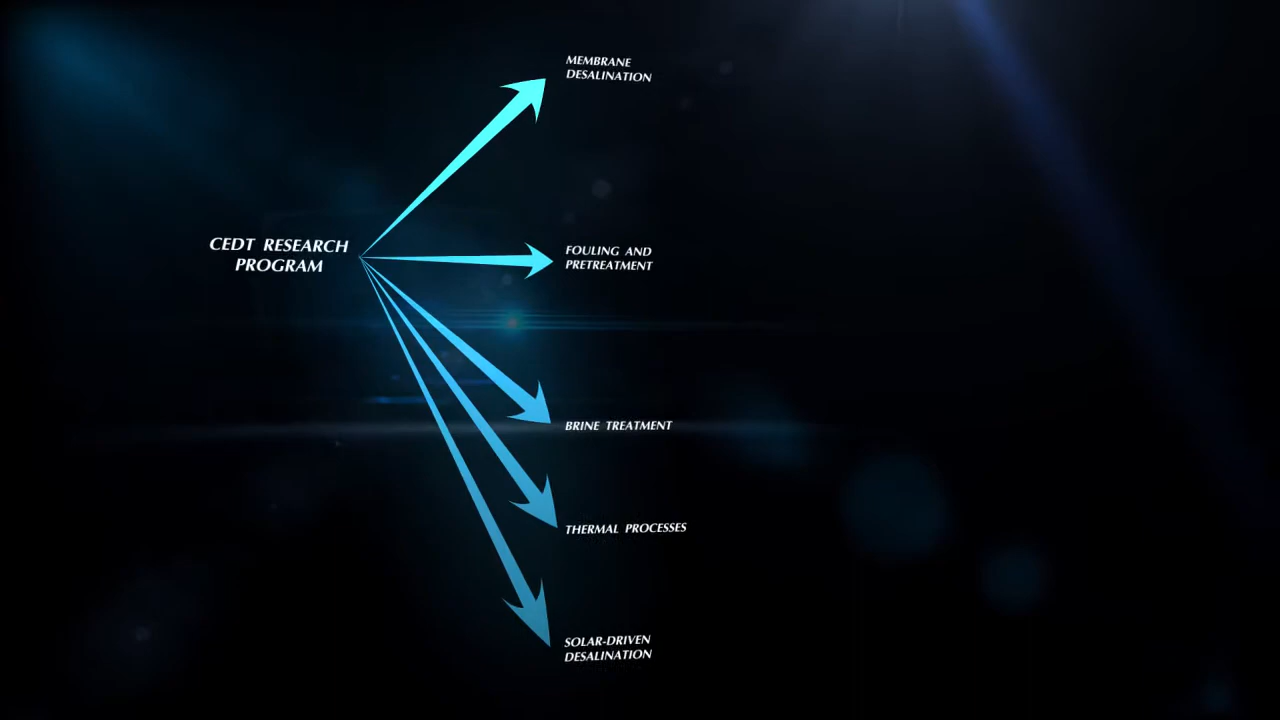 MEMBRANE
DESALINATION
CEDT RESEARCH
PROGRAM
FOULING AND
PRETREATMENT
BRINE TREATMENT
THERMAL PROCESSES
SOLAR-DRIVEN
DESALINATION